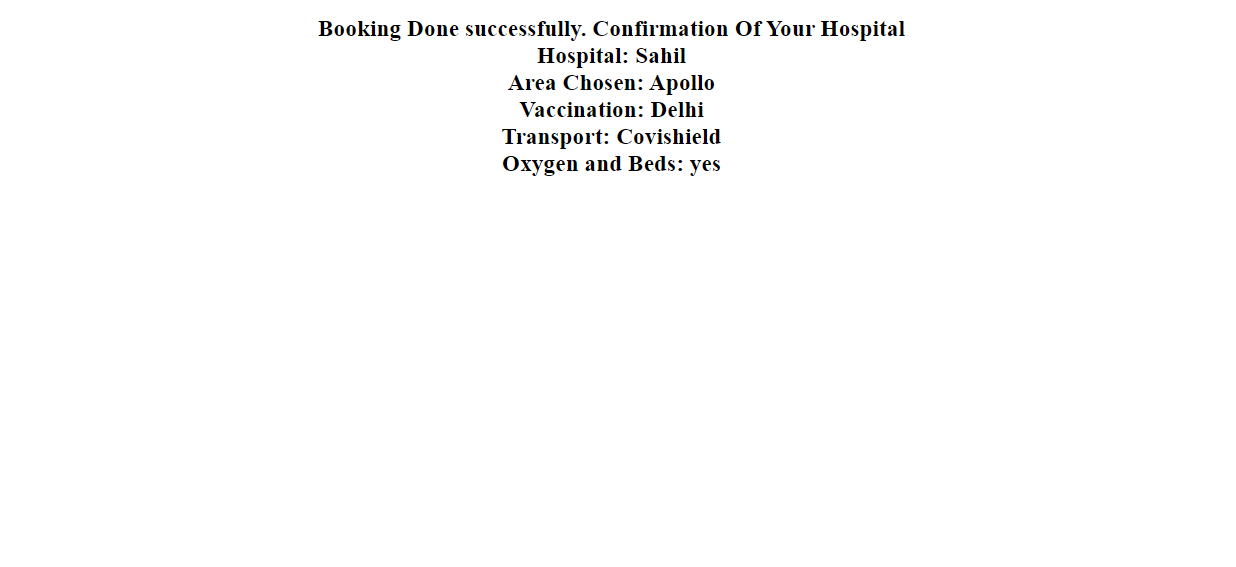 Booking Done successfully. Confirmation Of Your Hospital
Hospital: Sahil
Area Chosen: Apollo
Vaccination: Delhi
Transport: Covishield
Oxygen and Beds: yes